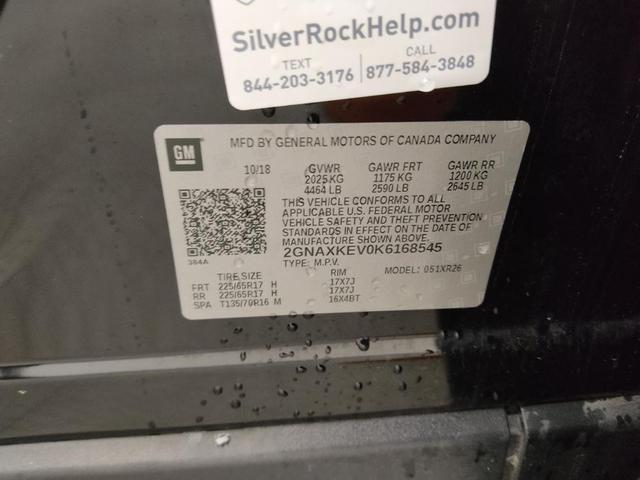 SilverRockHelp.com
TEXT CALL
844-203-3176 877-584-3848
GM MFD BY GENERAL MOTORS OF CANADA COMPANY
10/18 GVWR GAWR FRT GAWR RR
2025 KG 1175 KG 1200 KG
4464 LB 2590 LB 2645 LB
THIS VEHICLE CONFORMS TO ALL
APPLICABLE U.S. FEDERAL MOTOR
VEHICLE SAFETY AND THEFT PREVENTION
STANDARDS IN EFFECT ON THE DATE OF
MANUFACTURE SHOWN ABOVE.
2GNAXKEV0K6168545
384A TYPE: M.P.V. MODEL: 051XR26
TIRE SIZE RIM
FRT 225/65R17 H 17X7J
RR 225/65R17 H 17X7J
SPA T135/70R16 M 16X4BT